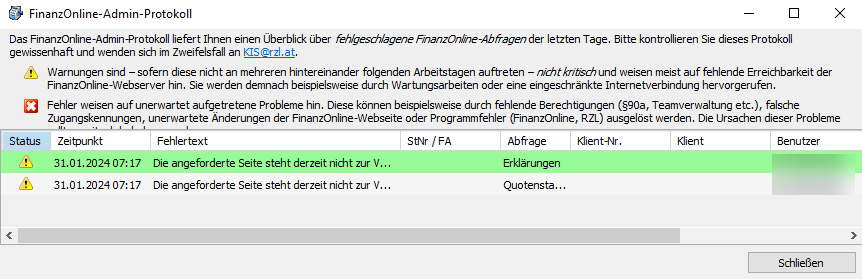 FinanzOnline-Admin-Protokoll
Das FinanzOnline-Admin-Protokoll liefert Ihnen einen Überblick über fehlgeschlagene FinanzOnline-Abfragen der letzten Tage. Bitte kontrollieren Sie dieses Protokoll
gewissenhaft und wenden sich im Zweifelsfall an KIS@rzl.at.
Warnungen sind – sofern diese nicht an mehreren hintereinander folgenden Arbeitstagen auftreten – nicht kritisch und weisen meist auf fehlende Erreichbarkeit der
FinanzOnline-Webserver hin. Sie werden demnach beispielsweise durch Wartungsarbeiten oder eine eingeschränkte Internetverbindung hervorgerufen.
Fehler weisen auf unerwartet aufgetretene Probleme hin. Diese können beispielsweise durch fehlende Berechtigungen (§90a, Teamverwaltung etc.), falsche
Zugangskennungen, unerwartete Änderungen der FinanzOnline-Webseite oder Programmfehler (FinanzOnline, RZL) ausgelöst werden. Die Ursachen dieser Probleme
Status Zeitpunkt Fehlertext StNr / FA Abfrage Klient-Nr. Klient Benutzer
31.01.2024 07:17 Die angeforderte Seite steht derzeit nicht zur V... Erklärungen
31.01.2024 07:17 Die angeforderte Seite steht derzeit nicht zur V... Quotensta...
Schließen